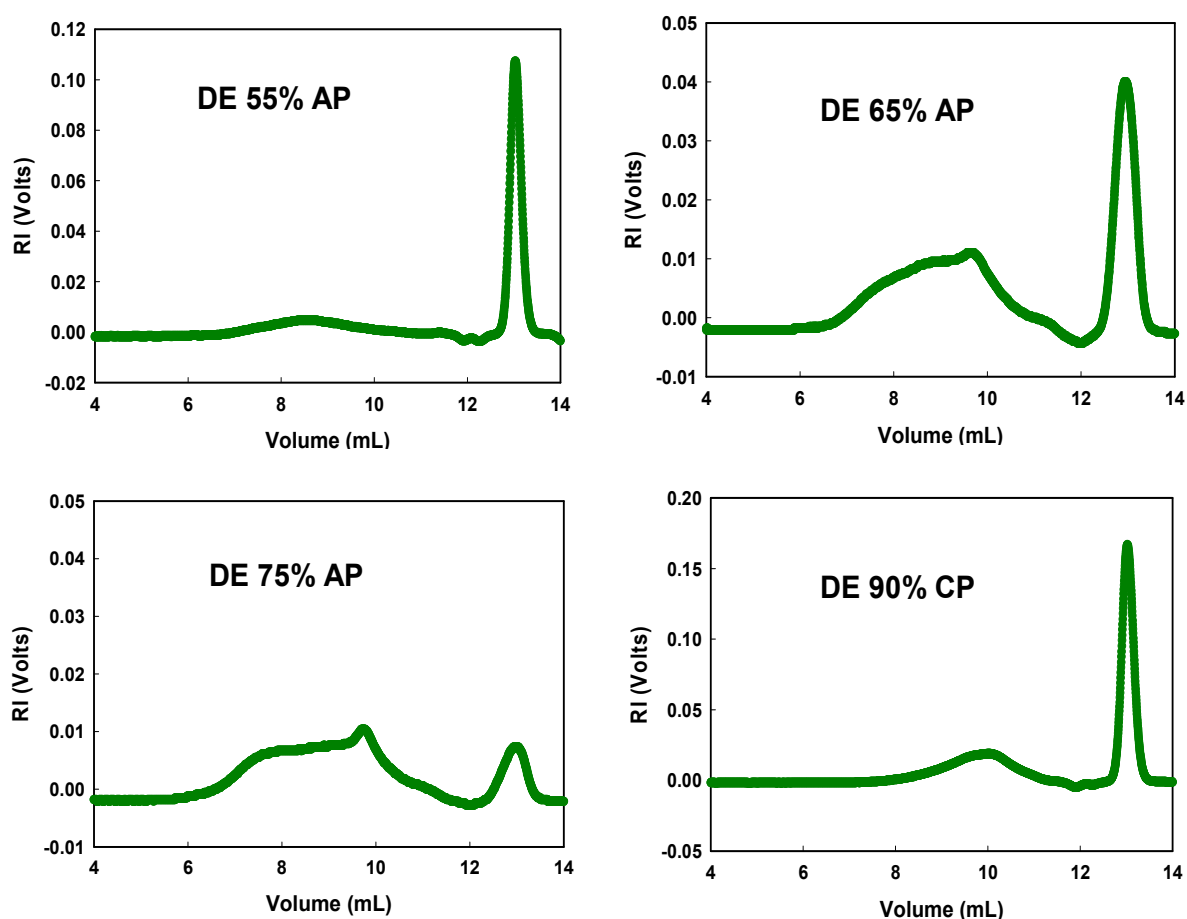 DE 55% AP
RI (Volts)
0.12
0.10
0.08
0.06
0.04
0.02
0.00
-0.02
4 6 8 10 12 14
Volume (mL)
DE 65% AP
RI (Volts)
0.05
0.04
0.03
0.02
0.01
0.00
-0.01
4 6 8 10 12 14
Volume (mL)
DE 75% AP
RI (Volts)
0.05
0.04
0.03
0.02
0.01
0.00
-0.01
4 6 8 10 12 14
Volume (mL)
DE 90% CP
RI (Volts)
0.20
0.15
0.10
0.05
0.00
-0.05
4 6 8 10 12 14
Volume (mL)